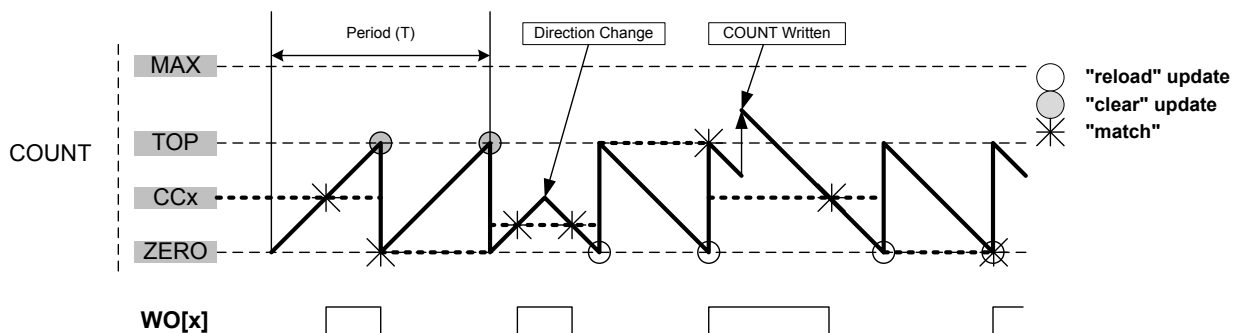 Period (T)
Direction Change
COUNT Written
MAX
"reload" update
"clear" update
"match"
TOP
COUNT
CCx
ZERO
WO[x]